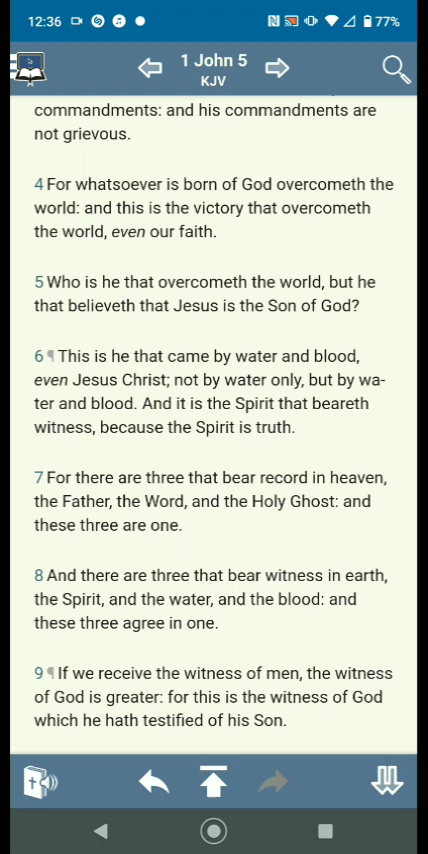 12:36
77%
1 John 5
KJV
commandments: and his commandments are
not grievous.
4 For whatsoever is born of God overcometh the
world: and this is the victory that overcometh
the world, even our faith.
5 Who is he that overcometh the world, but he
that believeth that Jesus is the Son of God?
6 ¶ This is he that came by water and blood,
even Jesus Christ; not by water only, but by wa-
ter and blood. And it is the Spirit that beareth
witness, because the Spirit is truth.
7 For there are three that bear record in heaven,
the Father, the Word, and the Holy Ghost: and
these three are one.
8 And there are three that bear witness in earth,
the Spirit, and the water, and the blood: and
these three agree in one.
9 ¶ If we receive the witness of men, the witness
of God is greater: for this is the witness of God
which he hath testified of his Son.